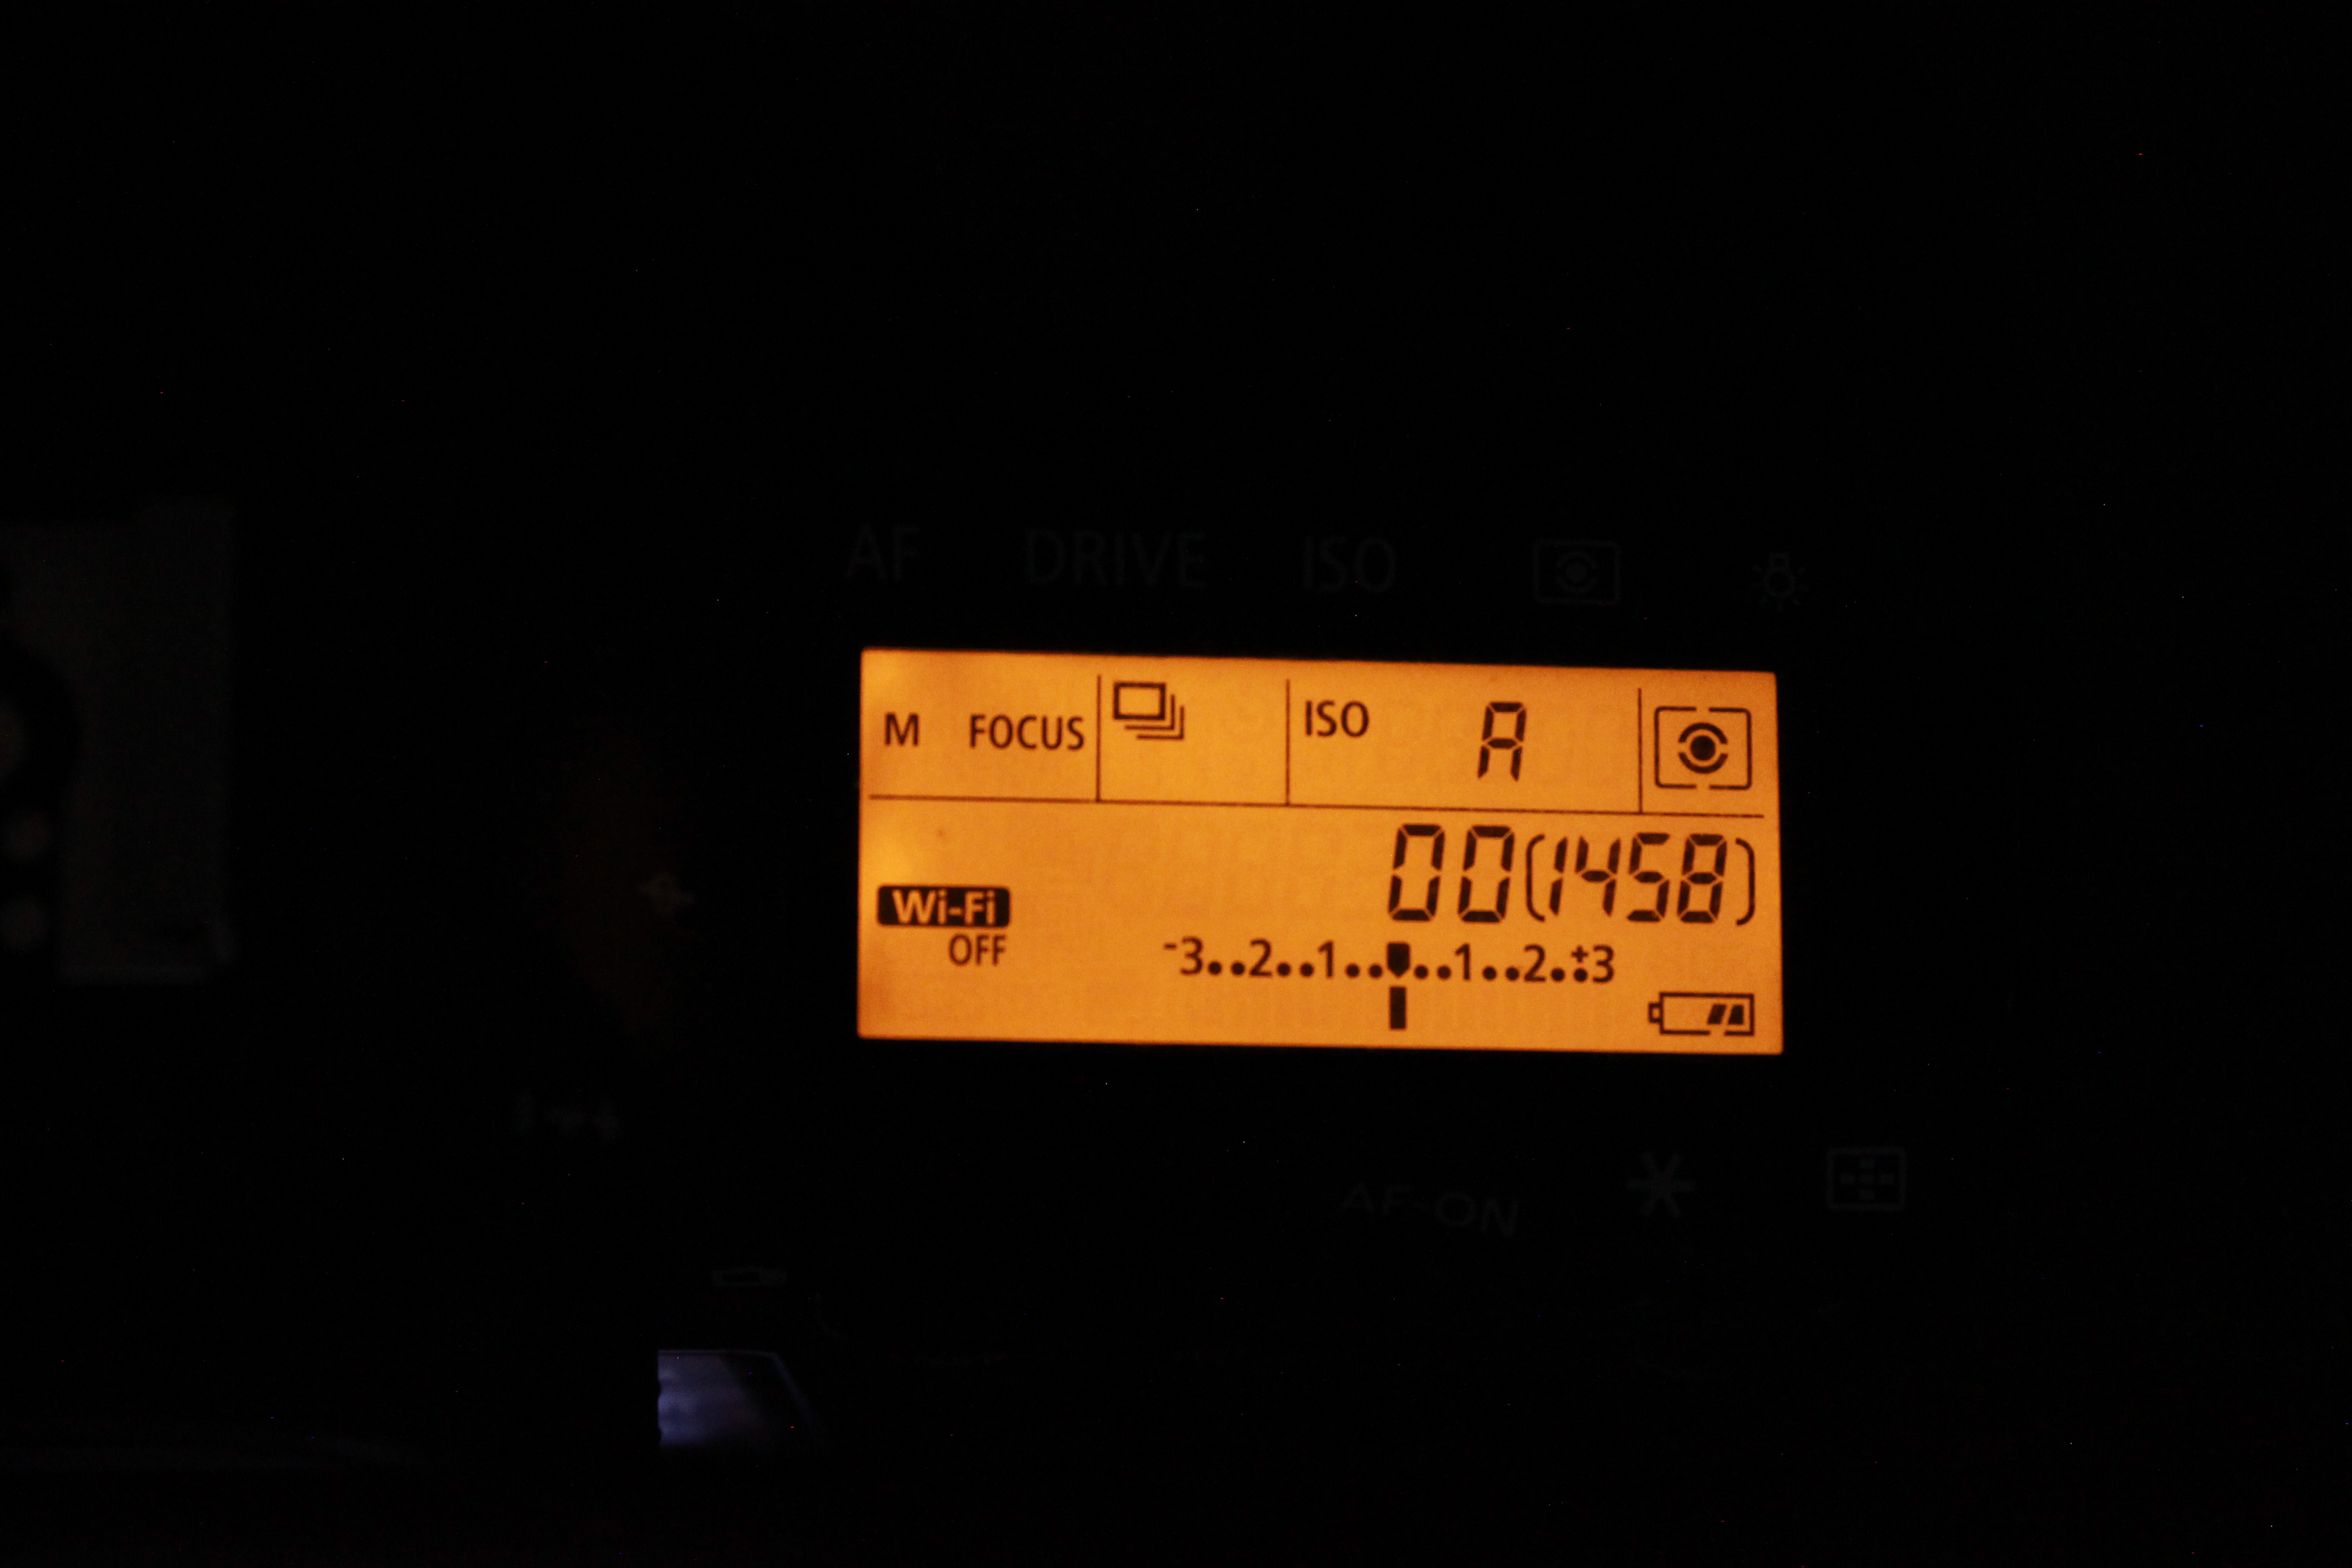 AF DRIVE ISO
M FOCUS ISO A
00(1458)
Wi-Fi
OFF
-3..2..1..▼..1..2..+3
AF-ON